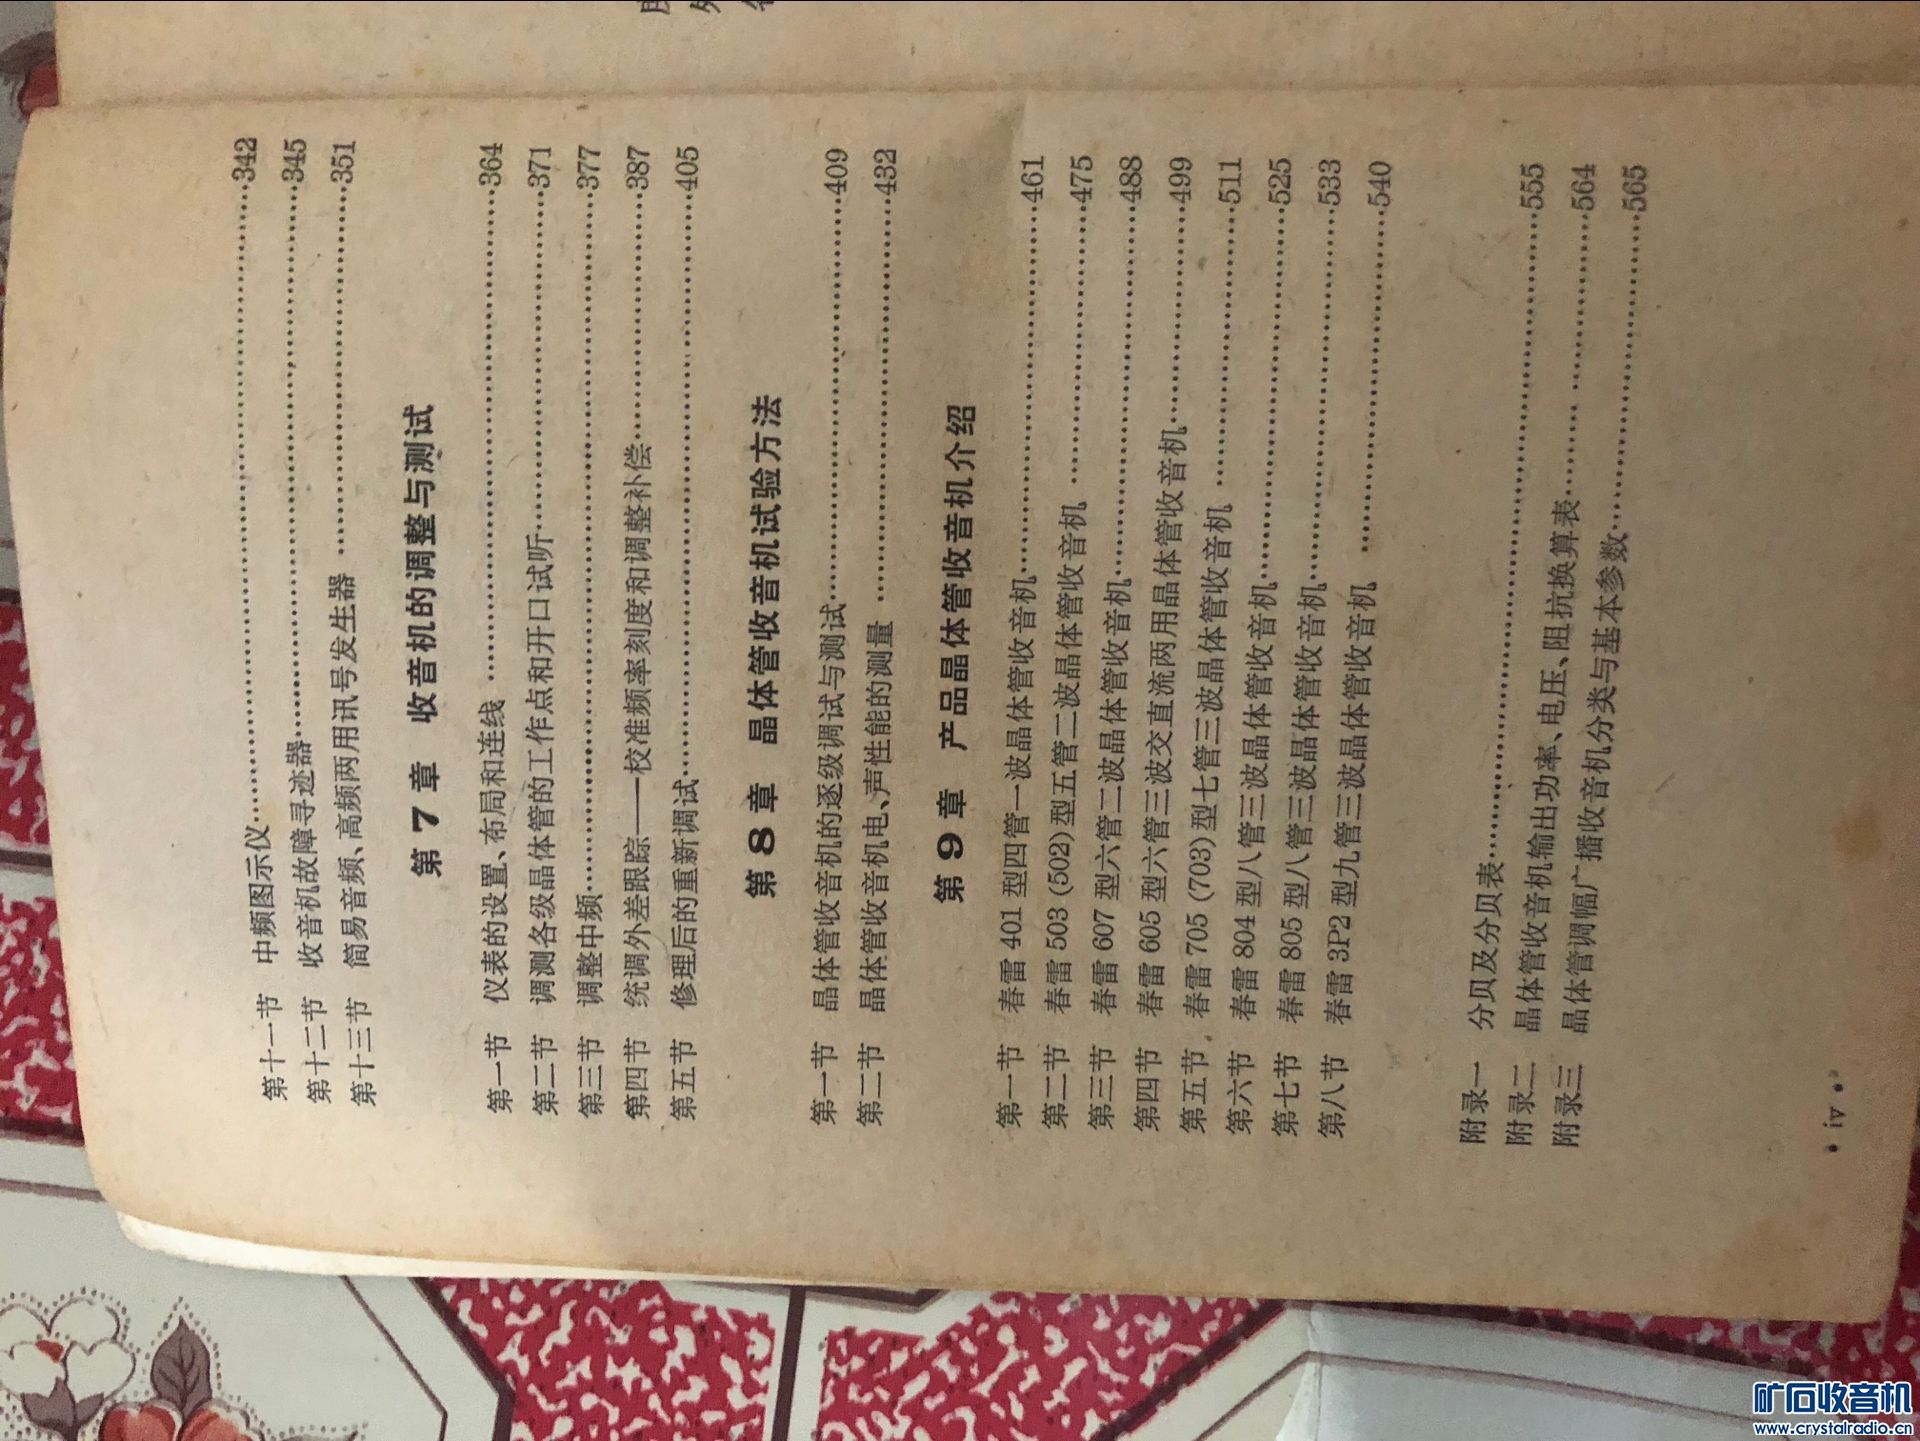 第十一节 中频图示仪……342
第十二节 收音机故障寻迹器……345
第十三节 简易音频、高频两用讯号发生器……351
第7章 收音机的调整与测试
第一节 仪表的设置、布局和连线……364
第二节 调测各级晶体管的工作点和开口试听……371
第三节 调整中频……377
第四节 统调外差跟踪——校准频率刻度和调整补偿……387
第五节 修理后的重新调试……405
第8章 晶体管收音机试验方法
第一节 晶体管收音机的逐级调试与测试……409
第二节 晶体管收音机电、声性能的测量……432
第9章 产品晶体管收音机介绍
第一节 春雷401型四管一波晶体管收音机……461
第二节 春雷503(502)型五管二波晶体管收音机……475
第三节 春雷607型六管二波晶体管收音机……488
第四节 春雷605型六管三波交直流两用晶体管收音机……499
第五节 春雷705(703)型七管三波晶体管收音机……511
第六节 春雷804型八管三波晶体管收音机……525
第七节 春雷805型八管三波晶体管收音机……533
第八节 春雷3P2型九管三波晶体管收音机……540
附录一 分贝及分贝表……555
附录二 晶体管收音机输出功率、电压、阻抗换算表……564
附录三 晶体管调幅广播收音机分类与基本参数……565
• iv •
矿石收音机
www.crystalradio.cn